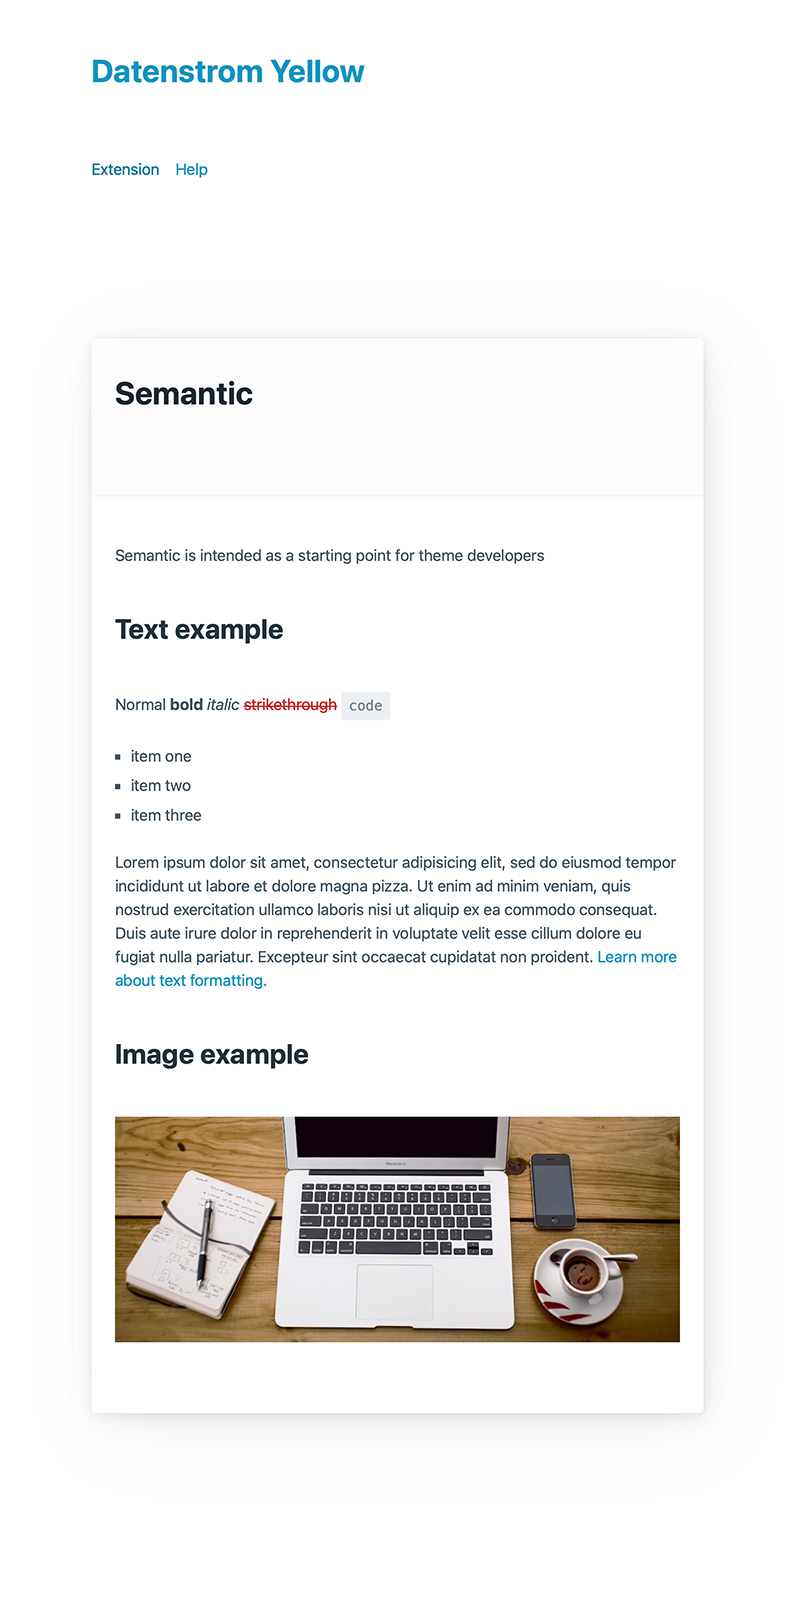 Datenstrom Yellow
Extension Help
Semantic
Semantic is intended as a starting point for theme developers
Text example
Normal bold italic strikethrough code
item one
item two
item three
Lorem ipsum dolor sit amet, consectetur adipisicing elit, sed do eiusmod tempor
incididunt ut labore et dolore magna pizza. Ut enim ad minim veniam, quis
nostrud exercitation ullamco laboris nisi ut aliquip ex ea commodo consequat.
Duis aute irure dolor in reprehenderit in voluptate velit esse cillum dolore eu
fugiat nulla pariatur. Excepteur sint occaecat cupidatat non proident. Learn more
about text formatting.
Image example